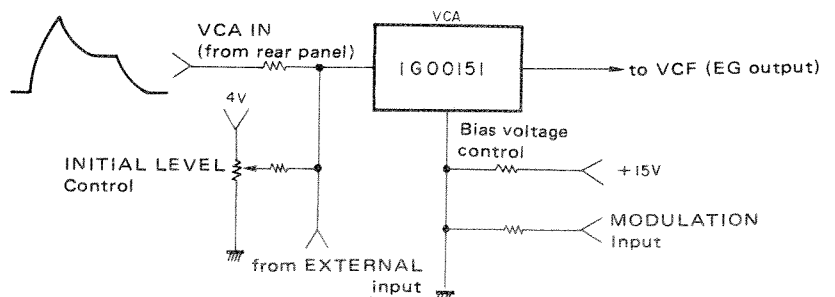 VCA
VCA IN
(from rear panel)
IG00151
to VCF (EG output)
4V
Bias voltage
control
INITIAL LEVEL
Control
+15V
MODULATION
Input
from EXTERNAL
input